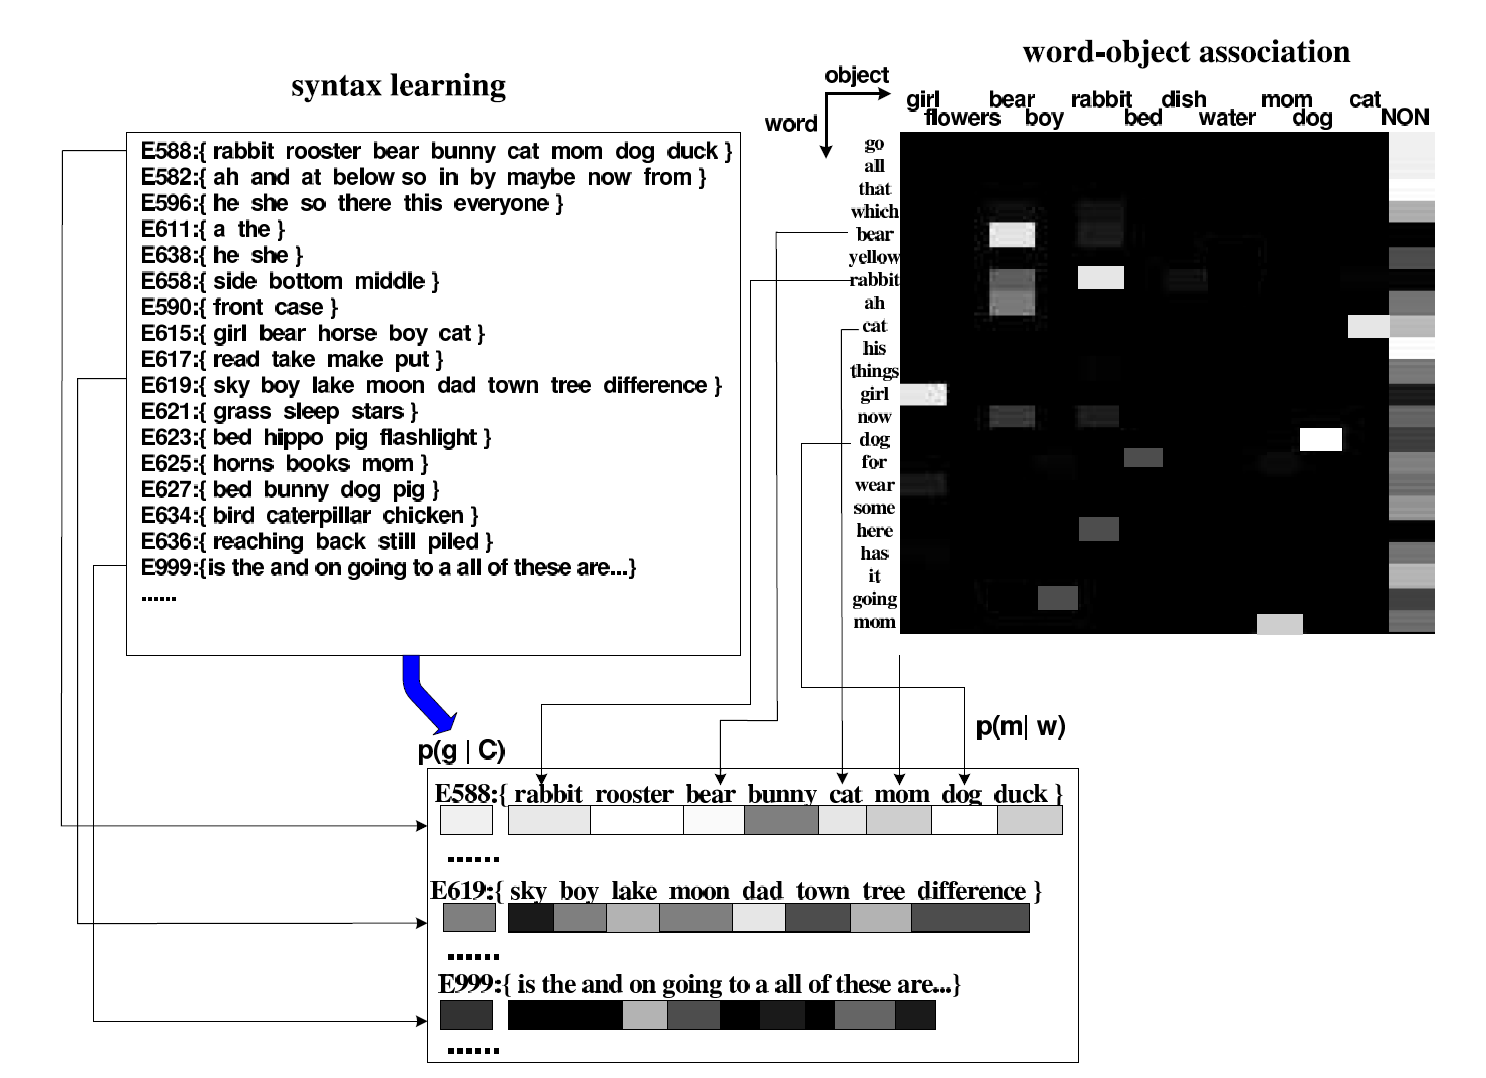 syntax learning
E588:{ rabbit rooster bear bunny cat mom dog duck }
E582:{ ah and at below so in by maybe now from }
E596:{ he she so there this everyone }
E611:{ a the }
E638:{ he she }
E658:{ side bottom middle }
E590:{ front case }
E615:{ girl bear horse boy cat }
E617:{ read take make put }
E619:{ sky boy lake moon dad town tree difference }
E621:{ grass sleep stars }
E623:{ bed hippo pig flashlight }
E625:{ horns books mom }
E627:{ bed bunny dog pig }
E634:{ bird caterpillar chicken }
E636:{ reaching back still piled }
E999:{is the and on going to a all of these are...}
......
word-object association
object
word
girl bear rabbit dish mom cat
flowers boy bed water dog NON
go
all
that
which
bear
yellow
rabbit
ah
cat
his
things
girl
now
dog
for
wear
some
here
has
it
going
mom
p(g | C)
p(m| w)
E588:{ rabbit rooster bear bunny cat mom dog duck }
......
E619:{ sky boy lake moon dad town tree difference }
......
E999:{ is the and on going to a all of these are...}
......